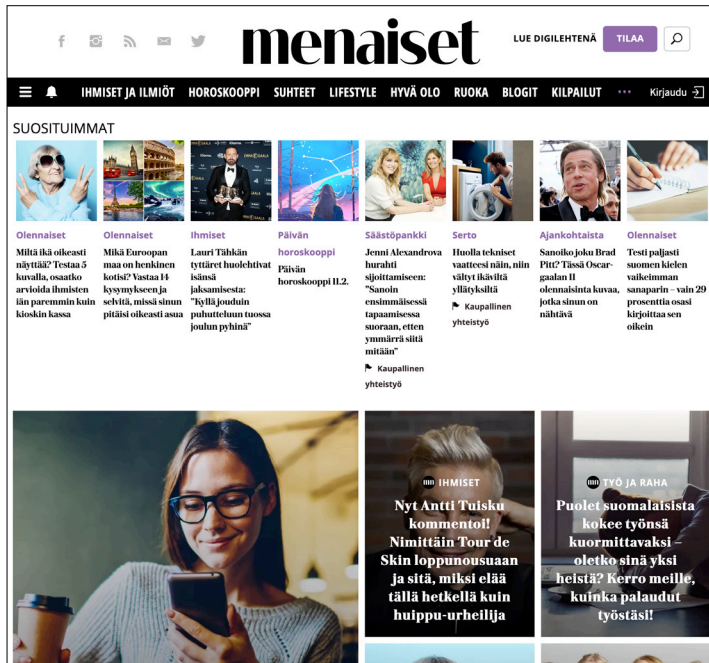 menaiset
LUE DIGILEHTENÄ
TILAA
IHMISET JA ILMIÖT HOROSKOOPPI SUHTEET LIFESTYLE HYVÄ OLO RUOKA BLOGIT KILPAILUT ••• Kirjaudu
SUOSITUIMMAT
Olennaiset
Miltä ikä oikeasti
näyttää? Testaa 5
kuvalla, osaatko
arvioida ihmisten
iän paremmin kuin
kioskin kassa
Olennaiset
Mikä Euroopan
maa on henkinen
kotisi? Vastaa 14
kysymykseen ja
selvitä, missä sinun
pitäisi oikeasti asua
Ihmiset
Lauri Tähkän
tyttäret huolehtivat
isänsä
jaksamisesta:
"Kyllä jouduin
puhutteluun tuossa
joulun pyhinä"
Päivän
horoskooppi
Päivän
horoskooppi 11.2.
Säästöpankki
Jenni Alexandrova
hurahti
sijoittamiseen:
"Sanoin
ensimmäisessä
tapaamisessa
suoraan, etten
ymmärrä siitä
mitään"
Kaupallinen
yhteistyö
Serto
Huolla tekniset
vaatteesi näin, niin
vältyt ikäviltä
yllätyksiltä
Kaupallinen
yhteistyö
Ajankohtaista
Sanoiko joku Brad
Pitt? Tässä Oscar-
gaalan 11
olennaisinta kuvaa,
jotka sinun on
nähtävä
Olennaiset
Testi paljasti
suomen kielen
vaikeimman
sanaparin – vain 29
prosenttia osasi
kirjoittaa sen
oikein
mn IHMISET
Nyt Antti Tuisku
kommentoi!
Nimittäin Tour de
Skin loppunousuaan
ja sitä, miksi elää
tällä hetkellä kuin
huippu-urheilija
mn TYÖ JA RAHA
Puolet suomalaisista
kokee työnsä
kuormittavaksi –
oletko sinä yksi
heistä? Kerro meille,
kuinka palaudut
työstäsi!